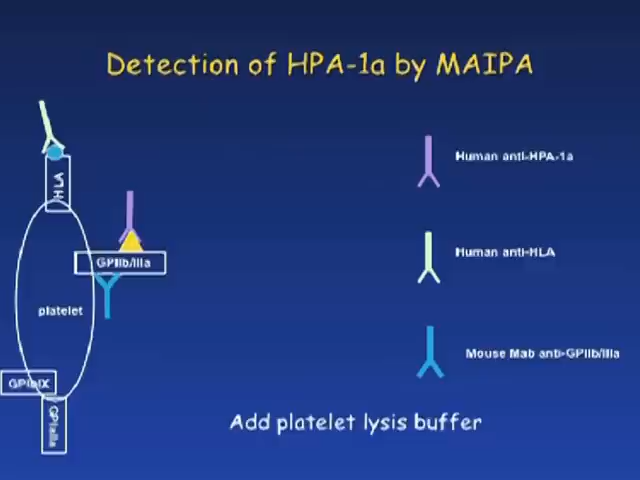 Detection of HPA-1a by MAIPA
HLA
Human anti-HPA-1a
Human anti-HLA
GPIIb/IIIa
platelet
Mouse Mab anti-GPIIb/IIIa
GPIbIX
GPIaIIa
Add platelet lysis buffer